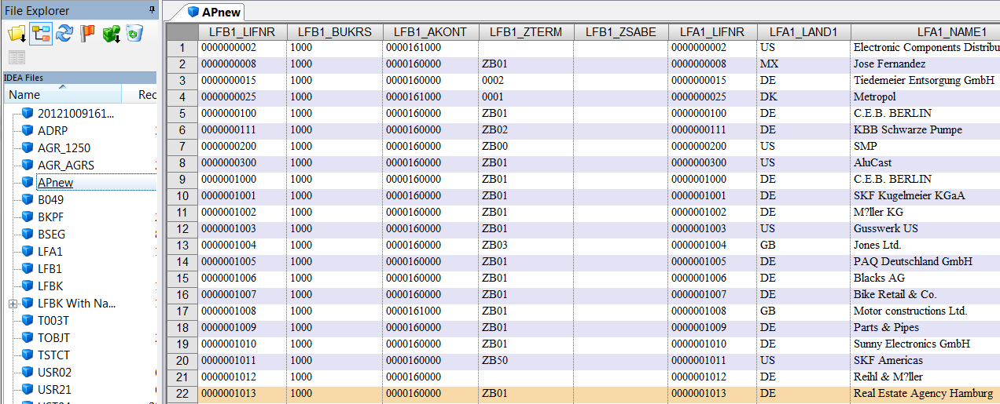 File Explorer
IDEA Files
Name Rec
20121009161...
ADRP
AGR_1250
AGR_AGRS
APnew
B049
BKPF
BSEG
LFA1
LFB1
LFBK
LFBK With Na...
T003T
TOBJT
TSTCT
USR02
USR21
APnew
LFB1_LIFNR LFB1_BUKRS LFB1_AKONT LFB1_ZTERM LFB1_ZSABE LFA1_LIFNR LFA1_LAND1 LFA1_NAME1
1 0000000002 1000 0000161000 0000000002 US Electronic Components Distribu
2 0000000008 1000 0000160000 ZB01 0000000008 MX Jose Fernandez
3 0000000015 1000 0000160000 0002 0000000015 DE Tiedemeier Entsorgung GmbH
4 0000000025 1000 0000161000 0001 0000000025 DK Metropol
5 0000000100 1000 0000160000 ZB01 0000000100 DE C.E.B. BERLIN
6 0000000111 1000 0000160000 ZB02 0000000111 DE KBB Schwarze Pumpe
7 0000000200 1000 0000160000 ZB00 0000000200 US SMP
8 0000000300 1000 0000160000 ZB01 0000000300 US AluCast
9 0000001000 1000 0000160000 ZB01 0000001000 DE C.E.B. BERLIN
10 0000001001 1000 0000160000 ZB01 0000001001 DE SKF Kugelmeier KGaA
11 0000001002 1000 0000160000 ZB01 0000001002 DE M?ller KG
12 0000001003 1000 0000160000 ZB01 0000001003 US Gusswerk US
13 0000001004 1000 0000160000 ZB03 0000001004 GB Jones Ltd.
14 0000001005 1000 0000160000 ZB01 0000001005 DE PAQ Deutschland GmbH
15 0000001006 1000 0000160000 ZB01 0000001006 DE Blacks AG
16 0000001007 1000 0000160000 ZB01 0000001007 DE Bike Retail & Co.
17 0000001008 1000 0000161000 ZB01 0000001008 GB Motor constructions Ltd.
18 0000001009 1000 0000160000 ZB01 0000001009 DE Parts & Pipes
19 0000001010 1000 0000160000 ZB01 0000001010 DE Sunny Electronics GmbH
20 0000001011 1000 0000160000 ZB50 0000001011 US SKF Americas
21 0000001012 1000 0000160000 0000001012 DE Reihl & M?ller
22 0000001013 1000 0000160000 ZB01 0000001013 DE Real Estate Agency Hamburg